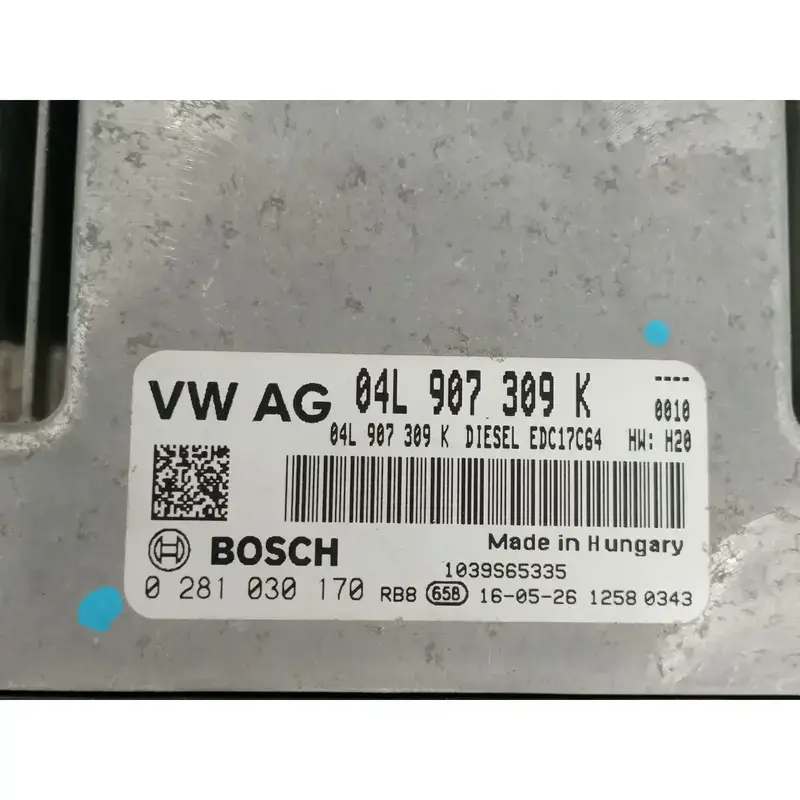 VW AG 04L 907 309 K ----
0010
04L 907 309 K DIESEL EDC17C64 HW: H20
BOSCH Made in Hungary
1039S65335
0 281 030 170 RB8 658 16-05-26 1258 0343